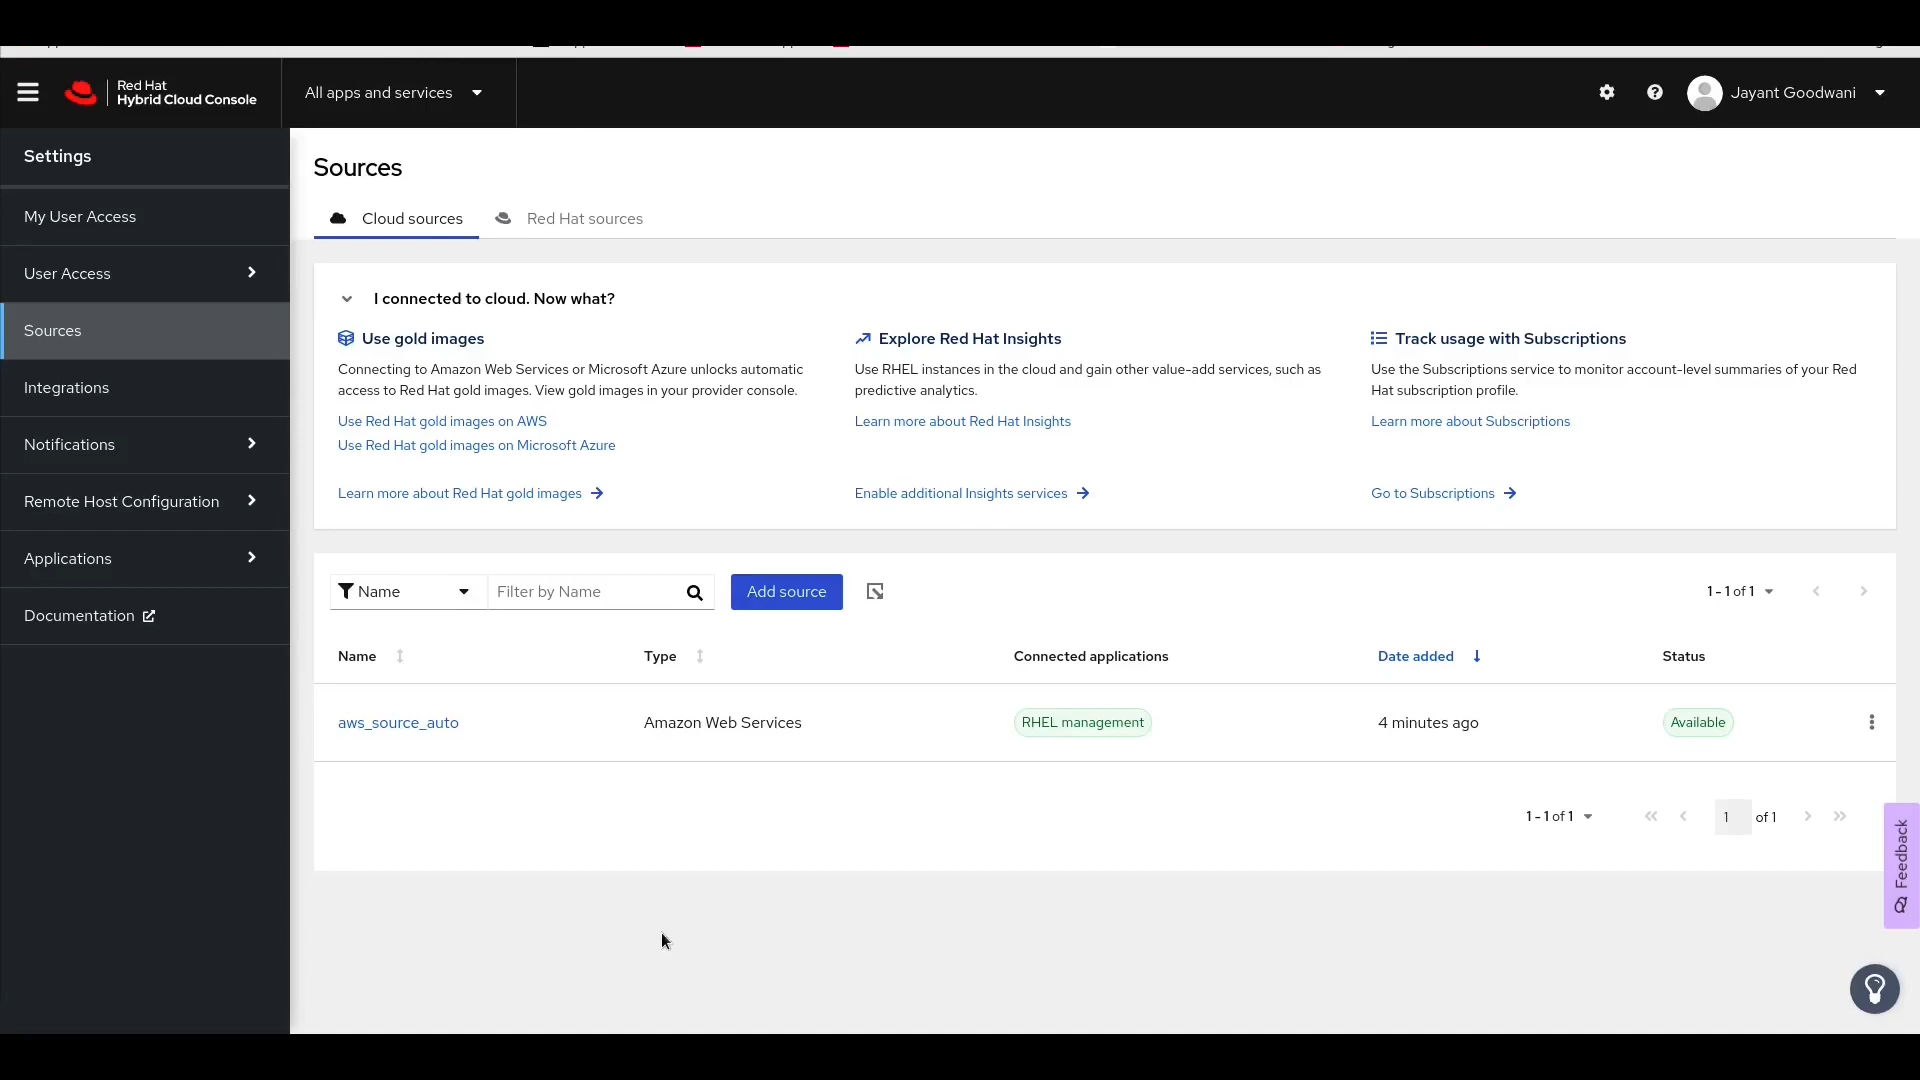 Red Hat
Hybrid Cloud Console
All apps and services
Jayant Goodwani
Settings
My User Access
User Access
Sources
Integrations
Notifications
Remote Host Configuration
Applications
Documentation
Sources
Cloud sources
Red Hat sources
I connected to cloud. Now what?
Use gold images
Connecting to Amazon Web Services or Microsoft Azure unlocks automatic
access to Red Hat gold images. View gold images in your provider console.
Use Red Hat gold images on AWS
Use Red Hat gold images on Microsoft Azure
Learn more about Red Hat gold images
Explore Red Hat Insights
Use RHEL instances in the cloud and gain other value-add services, such as
predictive analytics.
Learn more about Red Hat Insights
Enable additional Insights services
Track usage with Subscriptions
Use the Subscriptions service to monitor account-level summaries of your Red
Hat subscription profile.
Learn more about Subscriptions
Go to Subscriptions
Name
Filter by Name
Add source
1 - 1 of 1
Name Type Connected applications Date added Status
aws_source_auto Amazon Web Services RHEL management 4 minutes ago Available
1 - 1 of 1
1 of 1
Feedback